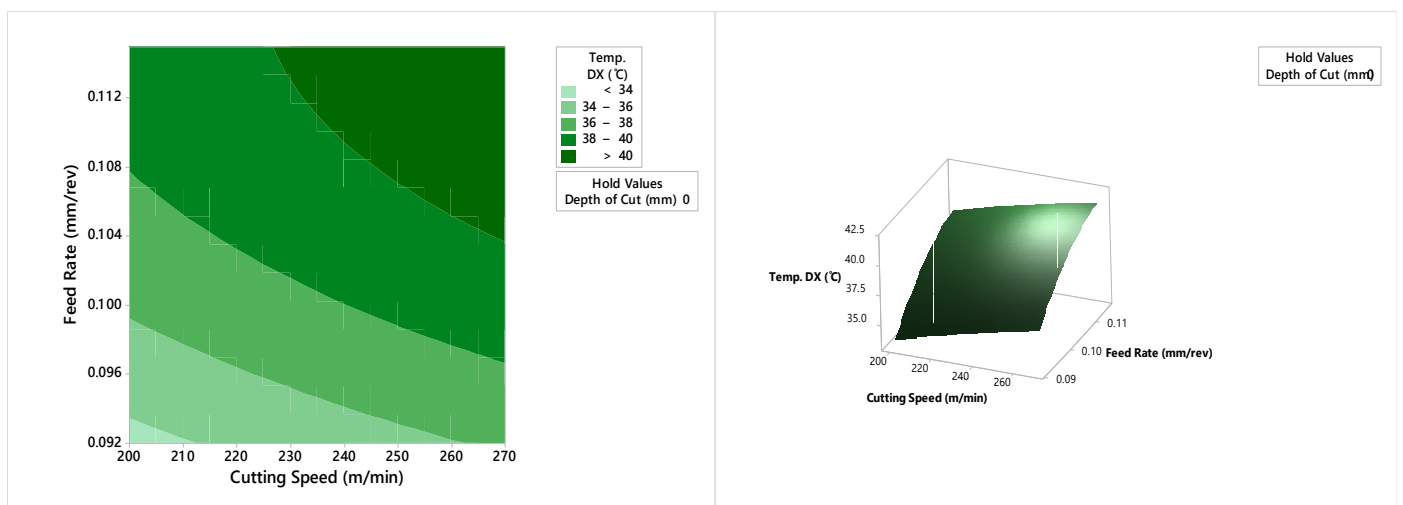 Temp.
DX (℃)
< 34
34 – 36
36 – 38
38 – 40
> 40
Hold Values
Depth of Cut (mm) 0
0.112
0.108
0.104
0.100
0.096
0.092
Feed Rate (mm/rev)
200 210 220 230 240 250 260 270
Cutting Speed (m/min)
Hold Values
Depth of Cut (mm) 0
42.5
40.0
37.5
35.0
Temp. DX (℃)
200
220
240
260
Cutting Speed (m/min)
0.11
0.10
0.09
Feed Rate (mm/rev)